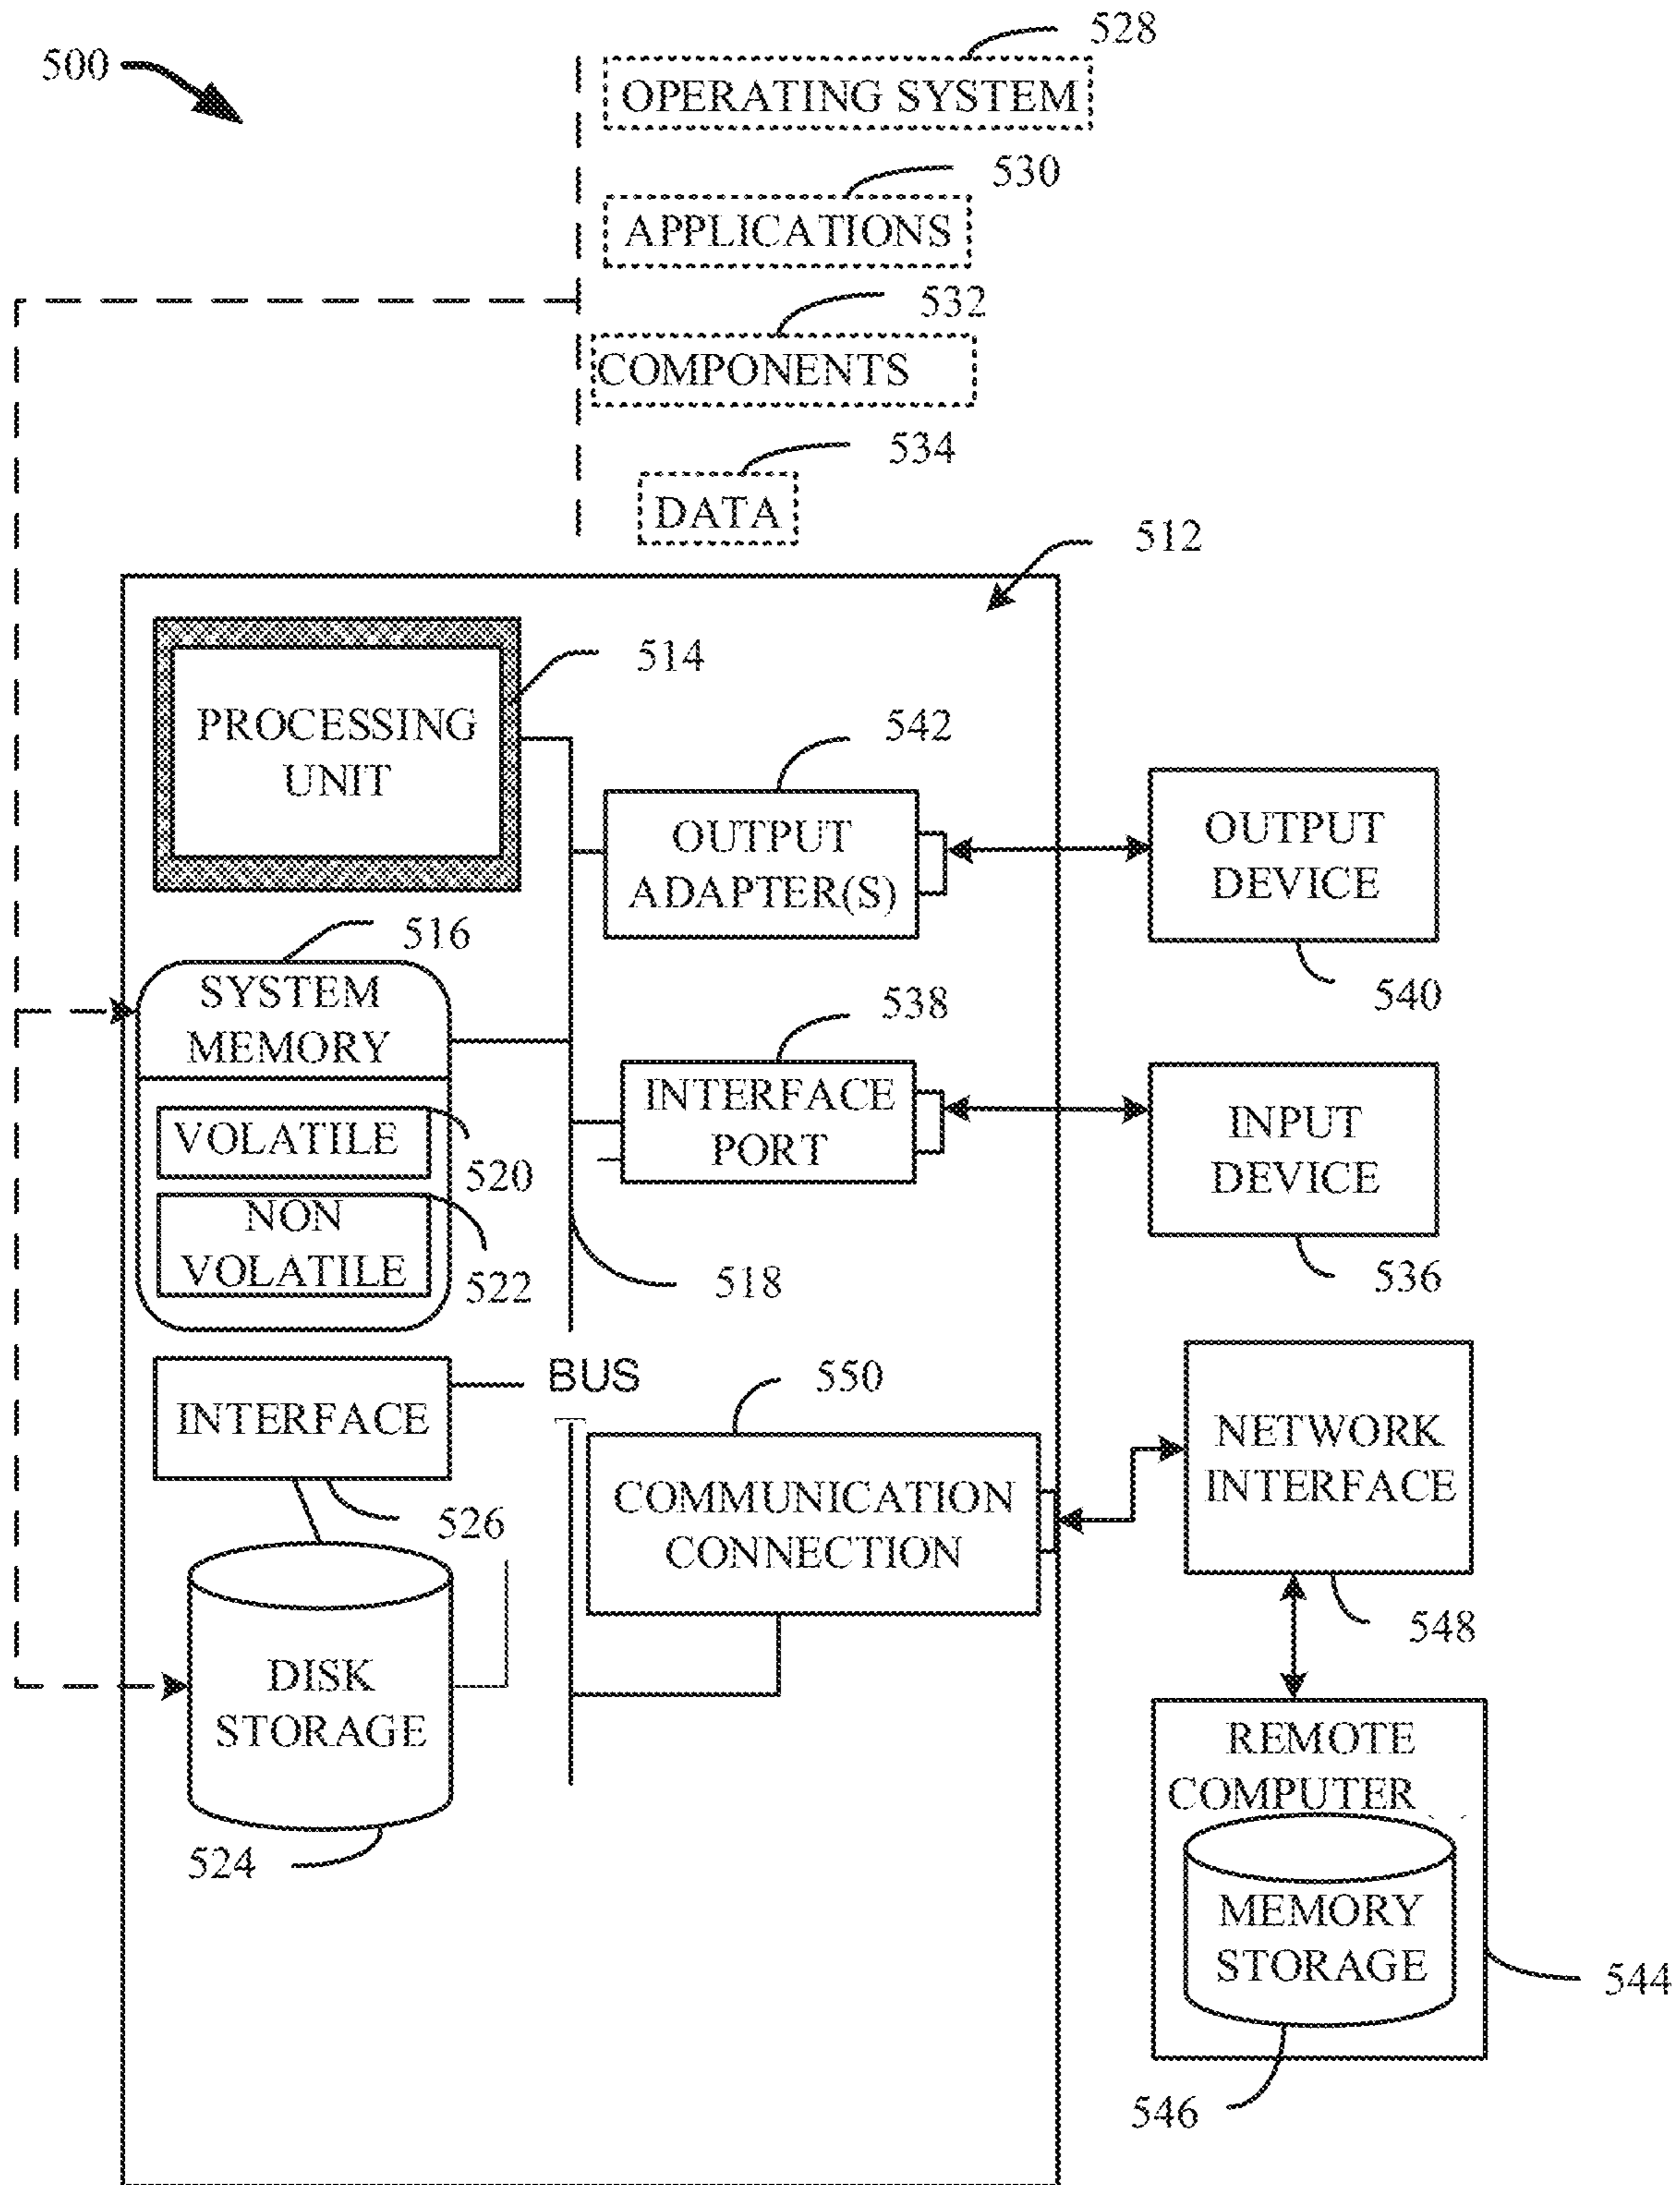 528
500
OPERATING SYSTEM
530
APPLICATIONS
532
COMPONENTS
534
DATA
512
514
PROCESSING
UNIT
542
OUTPUT
ADAPTER(S)
OUTPUT
DEVICE
540
516
SYSTEM
MEMORY
538
INTERFACE
PORT
INPUT
DEVICE
536
VOLATILE
520
NON
VOLATILE
522
518
BUS
550
INTERFACE
526
COMMUNICATION
CONNECTION
NETWORK
INTERFACE
548
DISK
STORAGE
524
REMOTE
COMPUTER
MEMORY
STORAGE
544
546